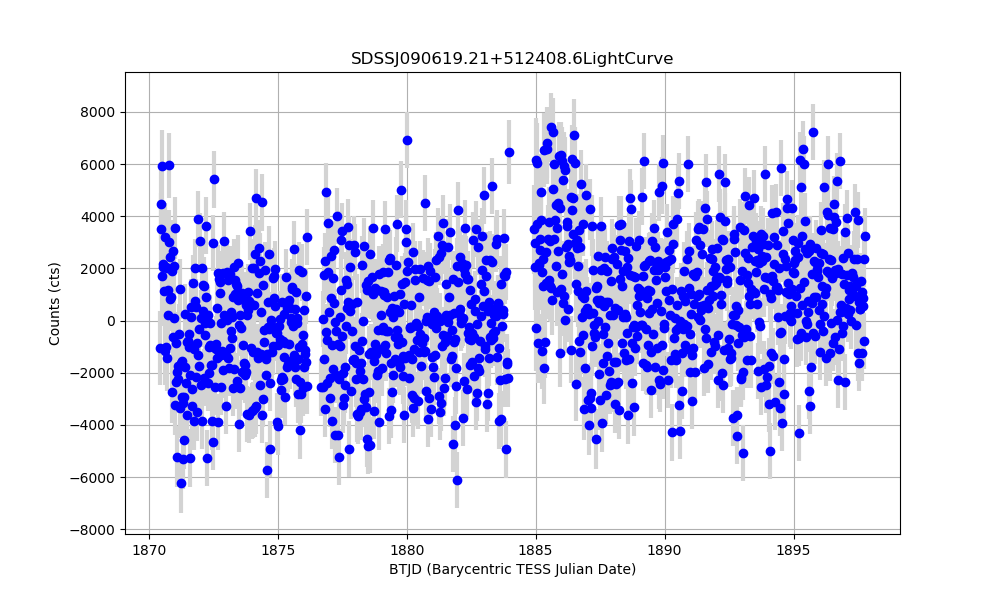 SDSSJ090619.21+512408.6LightCurve
8000
6000
4000
2000
0
−2000
−4000
−6000
−8000
Counts (cts)
1870 1875 1880 1885 1890 1895
BTJD (Barycentric TESS Julian Date)